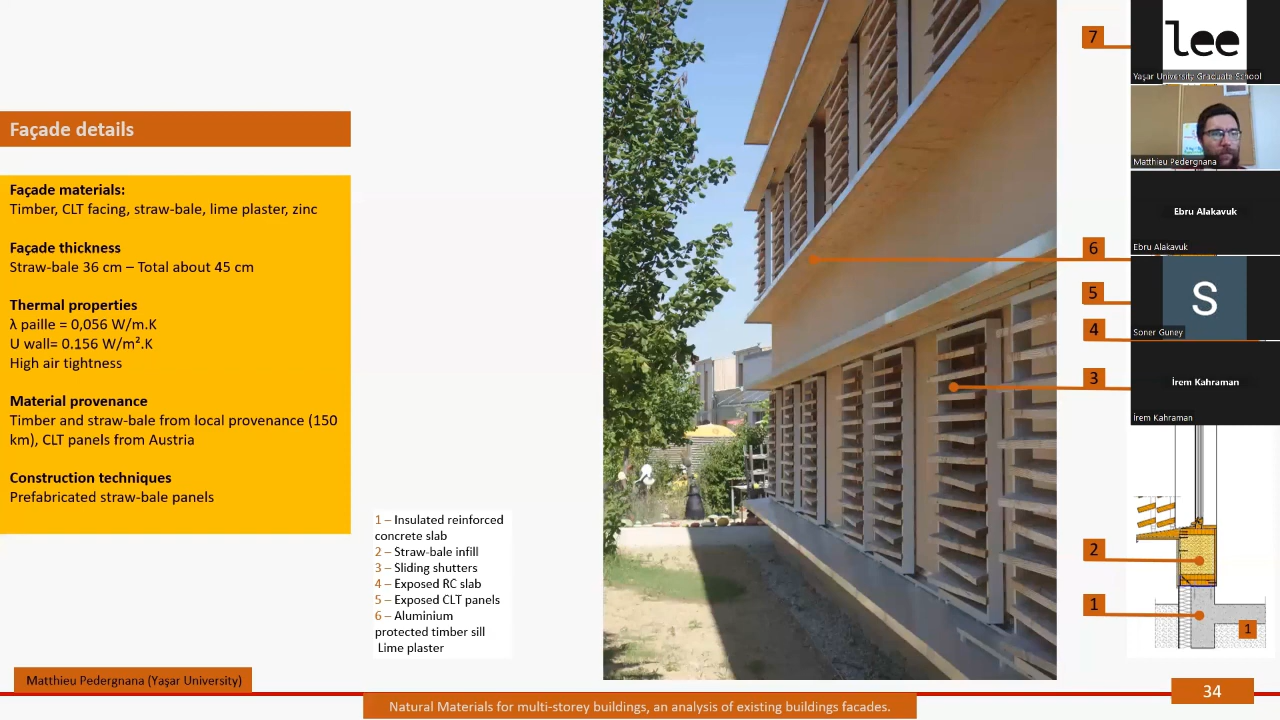 Façade details
Façade materials:
Timber, CLT facing, straw-bale, lime plaster, zinc
Façade thickness
Straw-bale 36 cm – Total about 45 cm
Thermal properties
λ paille = 0,056 W/m.K
U wall= 0.156 W/m².K
High air tightness
Material provenance
Timber and straw-bale from local provenance (150
km), CLT panels from Austria
Construction techniques
Prefabricated straw-bale panels
1 – Insulated reinforced
concrete slab
2 – Straw-bale infill
3 – Sliding shutters
4 – Exposed RC slab
5 – Exposed CLT panels
6 – Aluminium
protected timber sill
Lime plaster
7
6
5
4
3
2
1
1
lee
Yaşar University Graduate School
Matthieu Pedergnana
Ebru Alakavuk
Ebru Alakavuk
S
Soner Guney
İrem Kahraman
İrem Kahraman
Matthieu Pedergnana (Yaşar University)
Natural Materials for multi-storey buildings, an analysis of existing buildings facades.
34